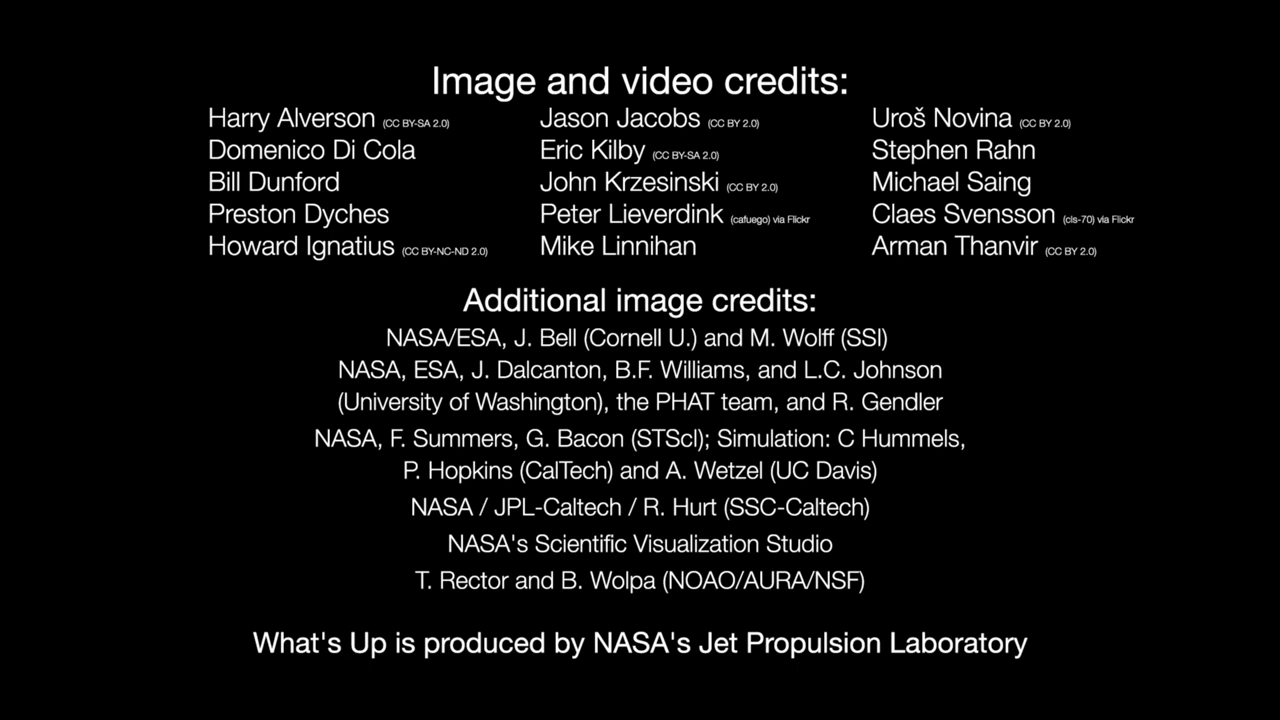 Image and video credits:
Harry Alverson (CC BY-SA 2.0)
Domenico Di Cola
Bill Dunford
Preston Dyches
Howard Ignatius (CC BY-NC-ND 2.0)
Jason Jacobs (CC BY 2.0)
Eric Kilby (CC BY-SA 2.0)
John Krzesinski (CC BY 2.0)
Peter Lieverdink (cafuego) via Flickr
Mike Linnihan
Uroš Novina (CC BY 2.0)
Stephen Rahn
Michael Saing
Claes Svensson (cls-70) via Flickr
Arman Thanvir (CC BY 2.0)
Additional image credits:
NASA/ESA, J. Bell (Cornell U.) and M. Wolff (SSI)
NASA, ESA, J. Dalcanton, B.F. Williams, and L.C. Johnson
(University of Washington), the PHAT team, and R. Gendler
NASA, F. Summers, G. Bacon (STScI); Simulation: C Hummels,
P. Hopkins (CalTech) and A. Wetzel (UC Davis)
NASA / JPL-Caltech / R. Hurt (SSC-Caltech)
NASA's Scientific Visualization Studio
T. Rector and B. Wolpa (NOAO/AURA/NSF)
What's Up is produced by NASA's Jet Propulsion Laboratory